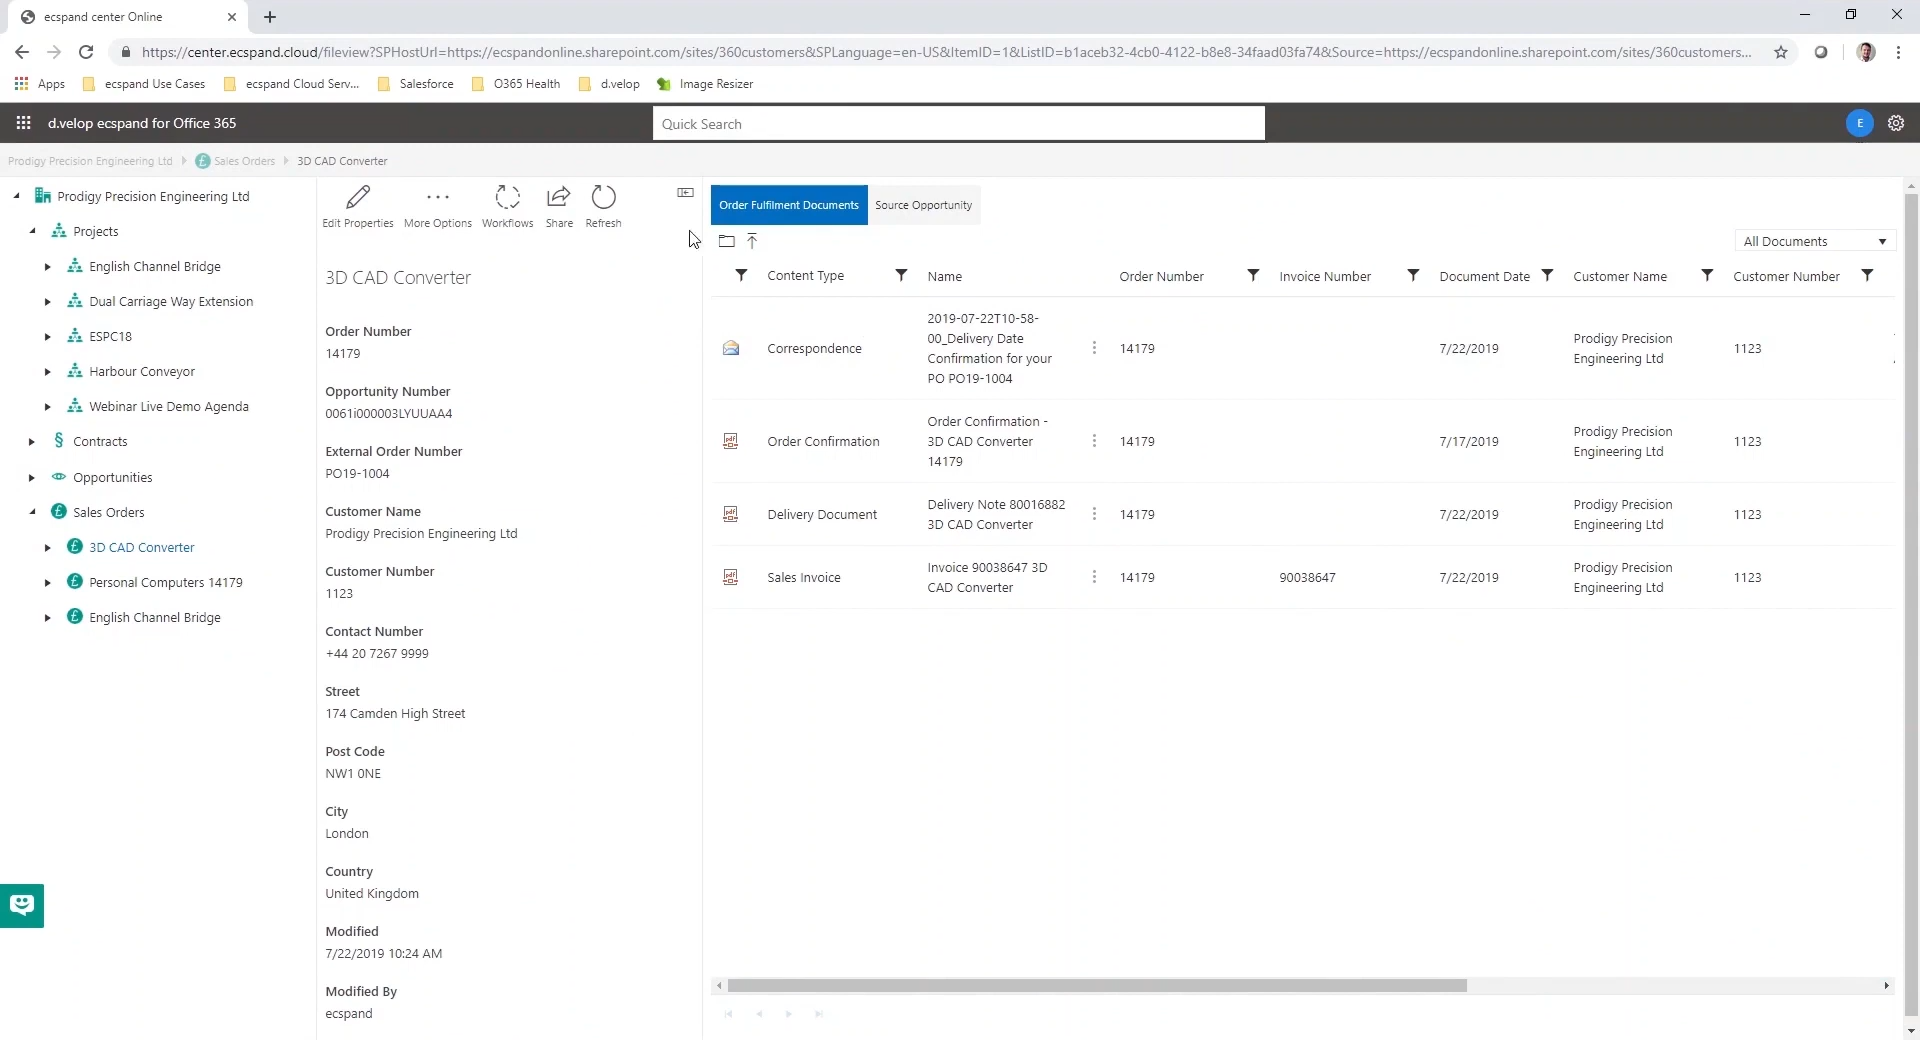 ecspand center Online
https://center.ecspand.cloud/fileview?SPHostUrl=https://ecspandonline.sharepoint.com/sites/360customers&SPLanguage=en-US&ItemID=1&ListID=b1aceb32-4cb0-4122-b8e8-34faad03fa74&Source=https://ecspandonline.sharepoint.com/sites/360customers...
Apps ecspand Use Cases ecspand Cloud Serv... Salesforce O365 Health d.velop Image Resizer
d.velop ecspand for Office 365 Quick Search E
Prodigy Precision Engineering Ltd Sales Orders 3D CAD Converter
Prodigy Precision Engineering Ltd
Projects
English Channel Bridge
Dual Carriage Way Extension
ESPC18
Harbour Conveyor
Webinar Live Demo Agenda
Contracts
Opportunities
Sales Orders
3D CAD Converter
Personal Computers 14179
English Channel Bridge
Edit Properties More Options Workflows Share Refresh
3D CAD Converter
Order Number
14179
Opportunity Number
0061i000003LYUUAA4
External Order Number
PO19-1004
Customer Name
Prodigy Precision Engineering Ltd
Customer Number
1123
Contact Number
+44 20 7267 9999
Street
174 Camden High Street
Post Code
NW1 0NE
City
London
Country
United Kingdom
Modified
7/22/2019 10:24 AM
Modified By
ecspand
Order Fulfilment Documents Source Opportunity
All Documents
Content Type Name Order Number Invoice Number Document Date Customer Name Customer Number
2019-07-22T10-58-
00_Delivery Date
Confirmation for your
PO PO19-1004
Correspondence 14179 7/22/2019
Prodigy Precision
Engineering Ltd
1123
Order Confirmation -
3D CAD Converter
14179
Order Confirmation 14179 7/17/2019
Prodigy Precision
Engineering Ltd
1123
Delivery Note 80016882
3D CAD Converter
Delivery Document 14179 7/22/2019
Prodigy Precision
Engineering Ltd
1123
Invoice 90038647 3D
CAD Converter
Sales Invoice 14179 90038647 7/22/2019
Prodigy Precision
Engineering Ltd
1123